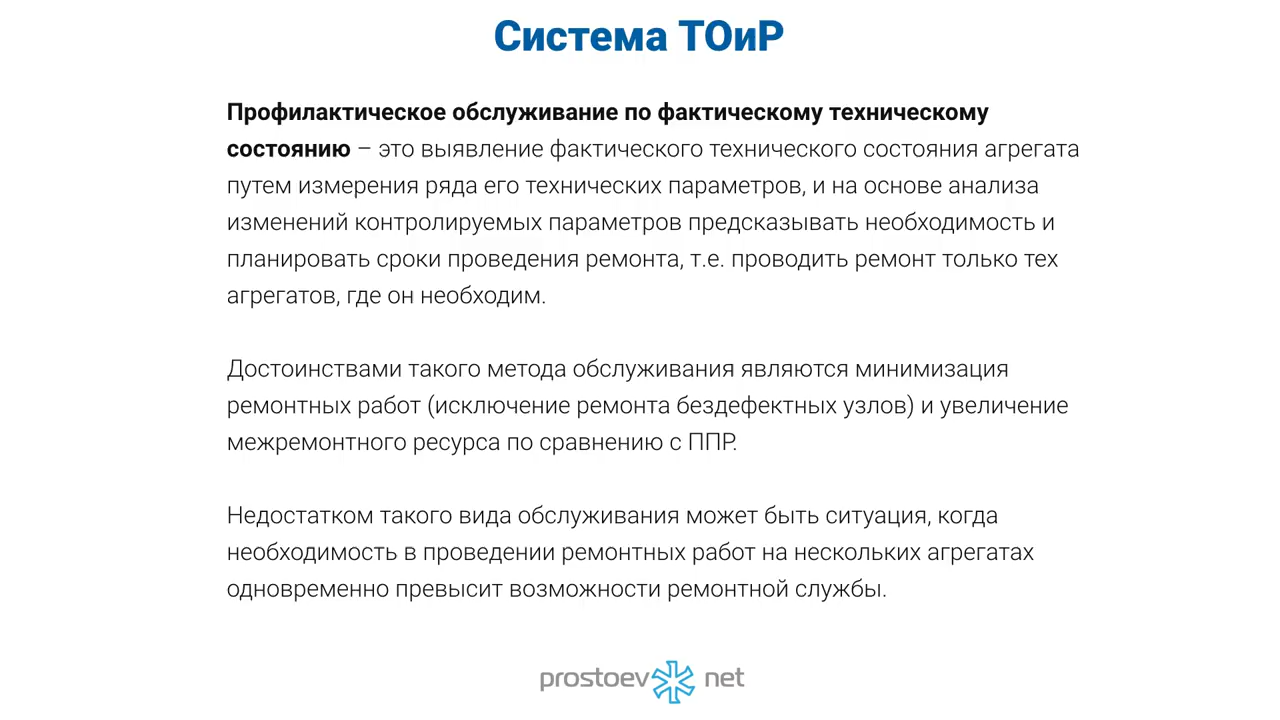 Система ТОиР
Профилактическое обслуживание по фактическому техническому
состоянию – это выявление фактического технического состояния агрегата
путем измерения ряда его технических параметров, и на основе анализа
изменений контролируемых параметров предсказывать необходимость и
планировать сроки проведения ремонта, т.е. проводить ремонт только тех
агрегатов, где он необходим.
Достоинствами такого метода обслуживания являются минимизация
ремонтных работ (исключение ремонта бездефектных узлов) и увеличение
межремонтного ресурса по сравнению с ППР.
Недостатком такого вида обслуживания может быть ситуация, когда
необходимость в проведении ремонтных работ на нескольких агрегатах
одновременно превысит возможности ремонтной службы.
prostoev net